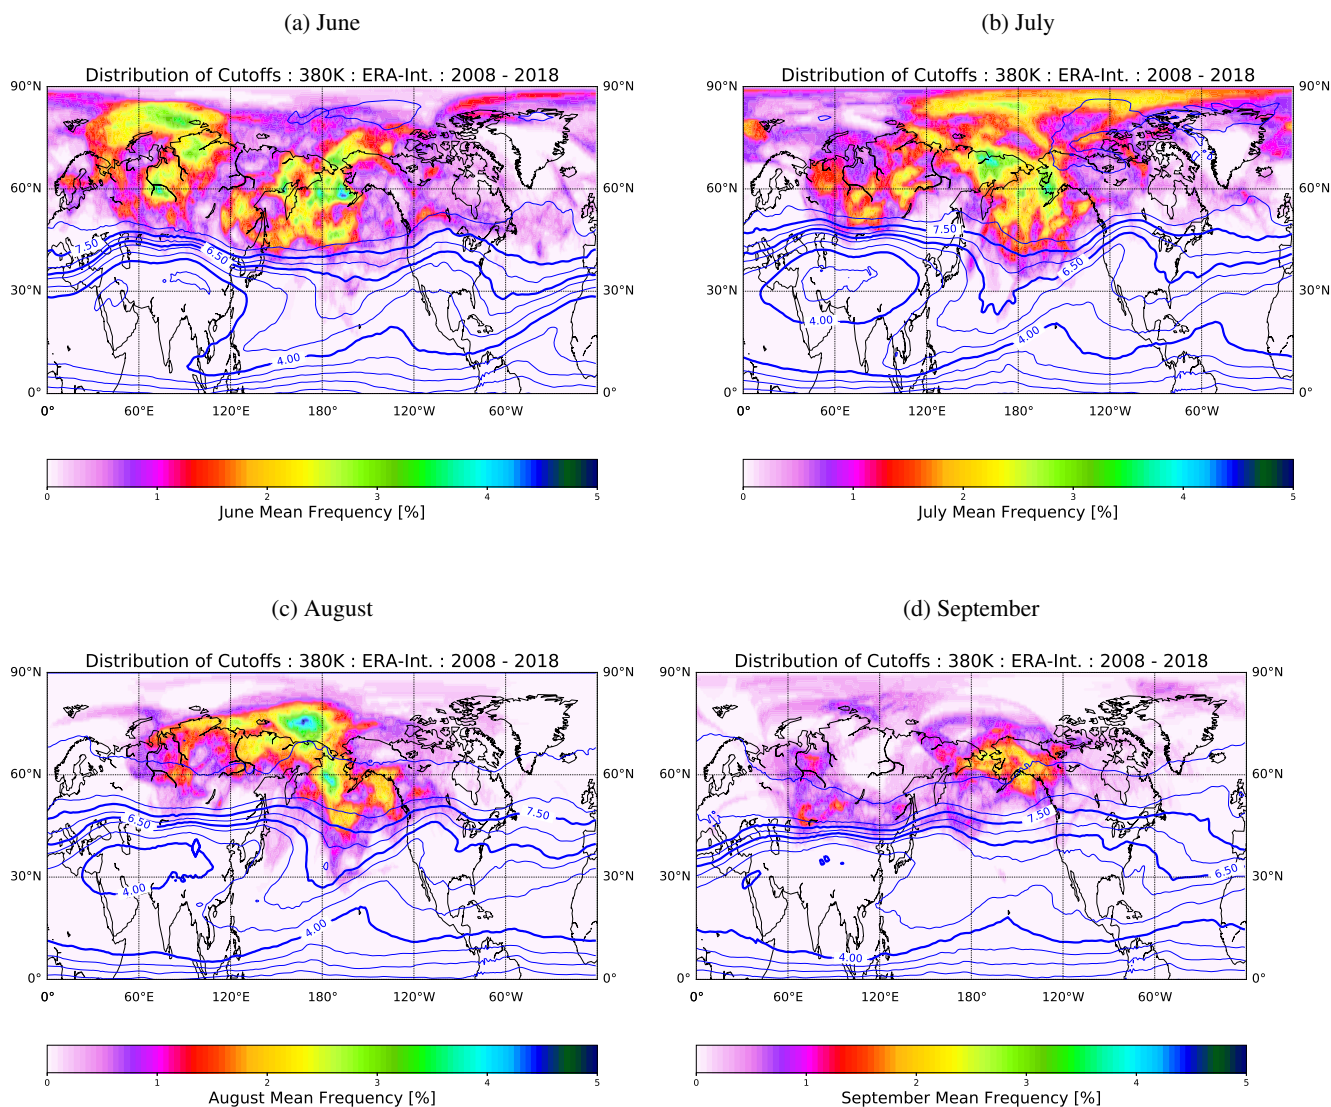 (a) June
(b) July
Distribution of Cutoffs : 380K : ERA-Int. : 2008 - 2018
Distribution of Cutoffs : 380K : ERA-Int. : 2008 - 2018
90°N 90°N 90°N 90°N
60°N 60°N 60°N 60°N
7.50 6.50 7.50 6.50
30°N 30°N 30°N 30°N
4.00 4.00 4.00
0° 0° 0° 0°
0° 60°E 120°E 180° 120°W 60°W
0° 60°E 120°E 180° 120°W 60°W
0 1 2 3 4 5
0 1 2 3 4 5
June Mean Frequency [%]
July Mean Frequency [%]
(c) August
(d) September
Distribution of Cutoffs : 380K : ERA-Int. : 2008 - 2018
Distribution of Cutoffs : 380K : ERA-Int. : 2008 - 2018
90°N 90°N 90°N 90°N
60°N 60°N 60°N 60°N
6.50 7.50 7.50 6.50
30°N 30°N 30°N 30°N
4.00 4.00 4.00
0° 0° 0° 0°
0° 60°E 120°E 180° 120°W 60°W
0° 60°E 120°E 180° 120°W 60°W
0 1 2 3 4 5
0 1 2 3 4 5
August Mean Frequency [%]
September Mean Frequency [%]